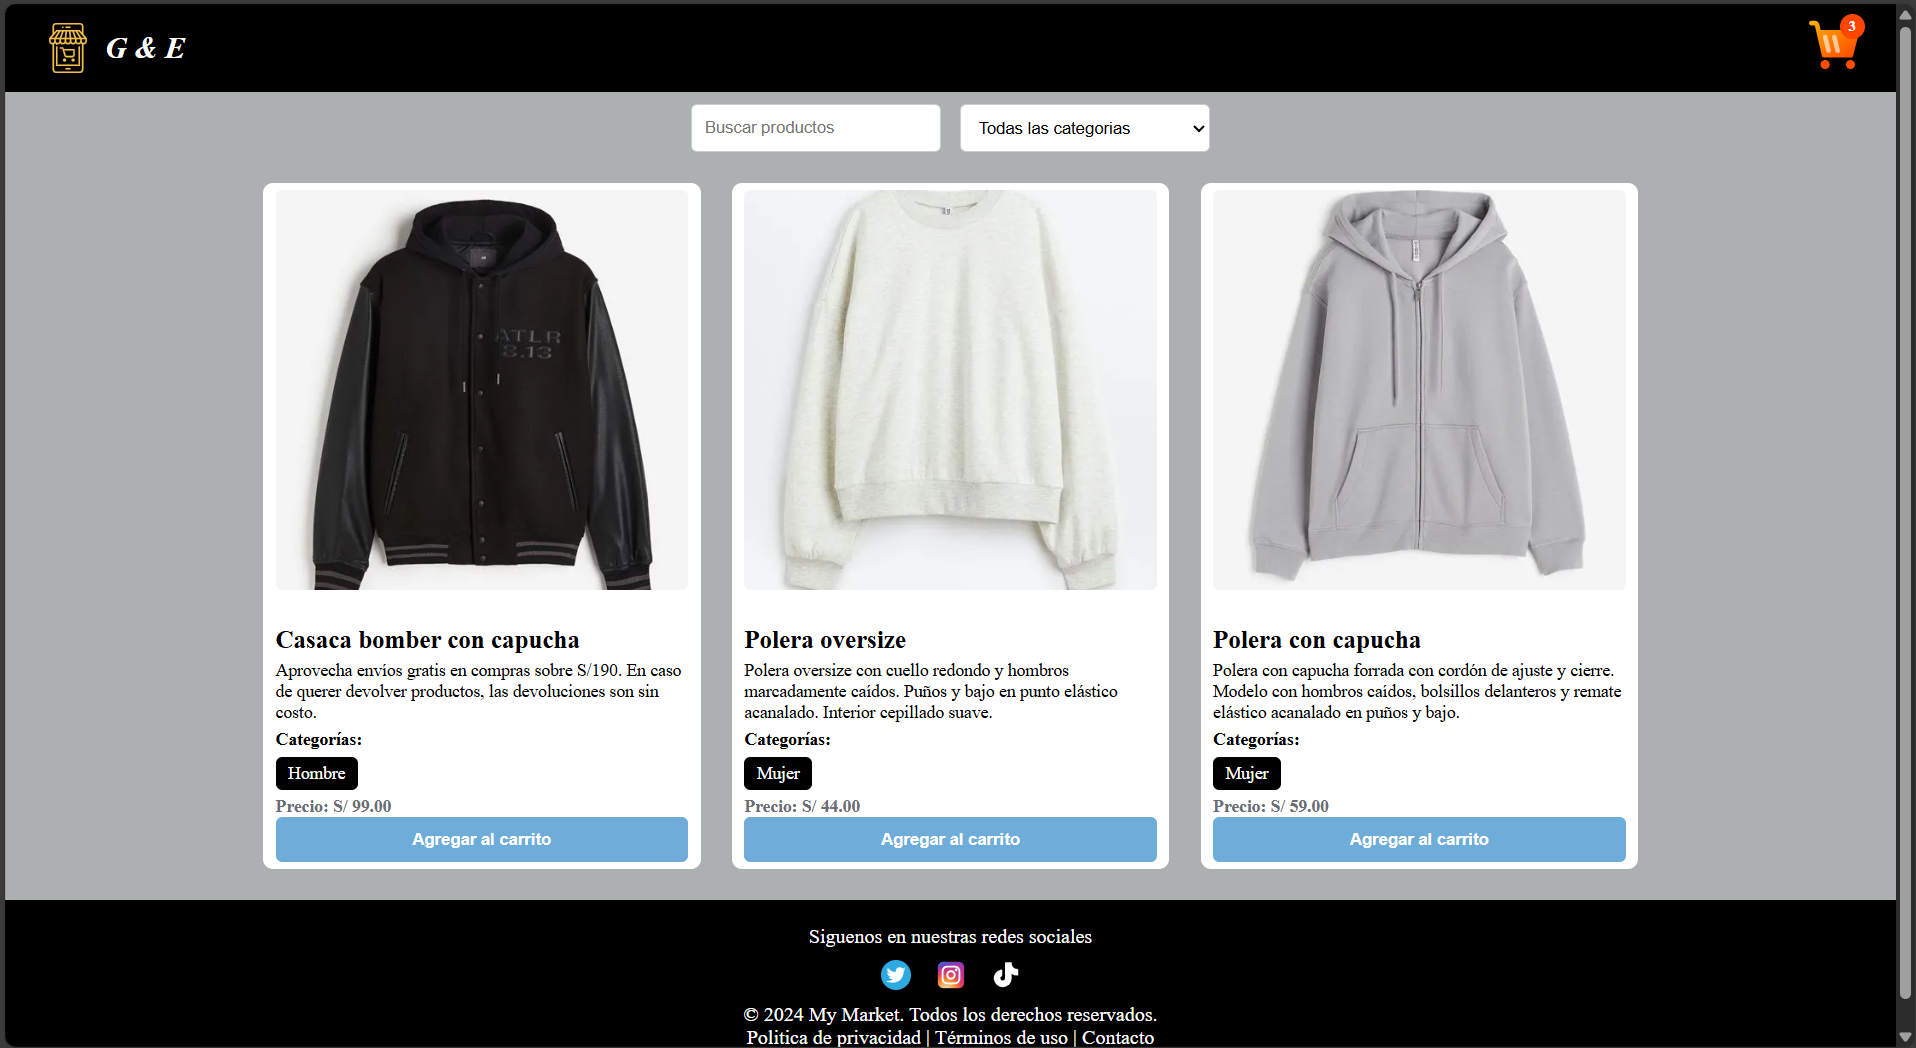 G & E
3
Buscar productos
Todas las categorias
ATLR
8.13
Casaca bomber con capucha
Aprovecha envíos gratis en compras sobre S/190. En caso
de querer devolver productos, las devoluciones son sin
costo.
Categorías:
Hombre
Precio: S/ 99.00
Agregar al carrito
Polera oversize
Polera oversize con cuello redondo y hombros
marcadamente caídos. Puños y bajo en punto elástico
acanalado. Interior cepillado suave.
Categorías:
Mujer
Precio: S/ 44.00
Agregar al carrito
Polera con capucha
Polera con capucha forrada con cordón de ajuste y cierre.
Modelo con hombros caídos, bolsillos delanteros y remate
elástico acanalado en puños y bajo.
Categorías:
Mujer
Precio: S/ 59.00
Agregar al carrito
Siguenos en nuestras redes sociales
© 2024 My Market. Todos los derechos reservados.
Politica de privacidad | Términos de uso | Contacto